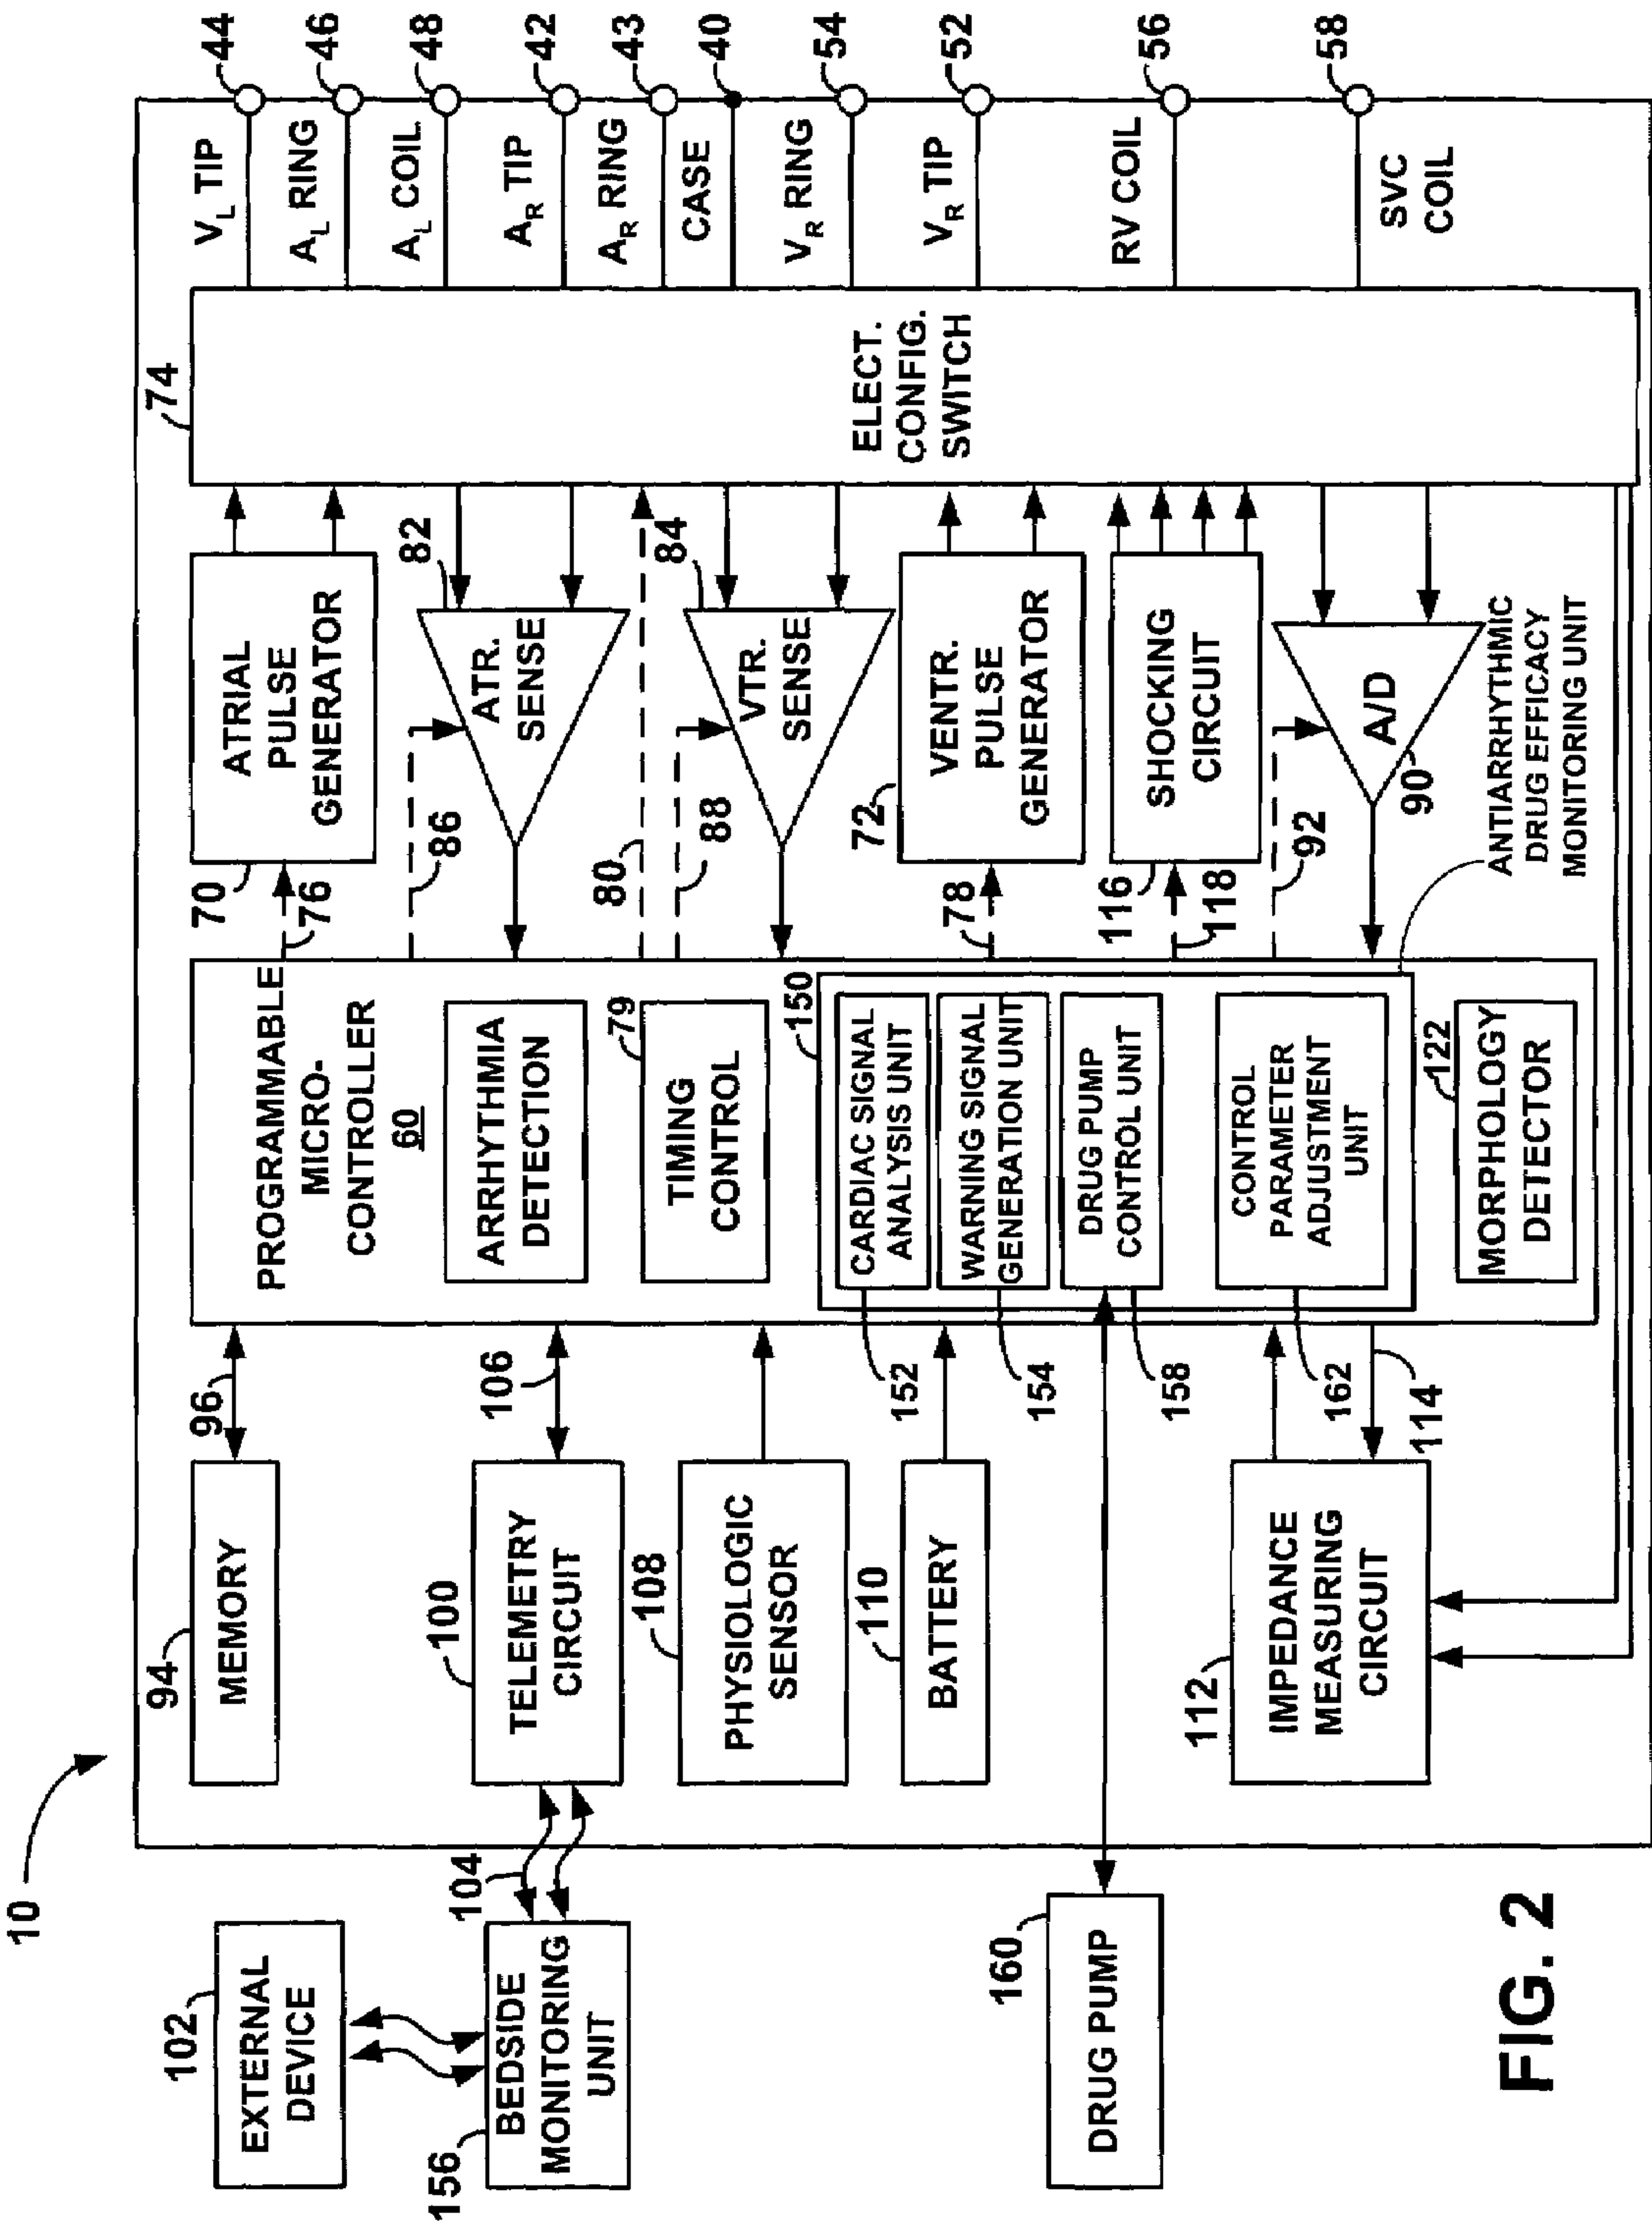 10
44
46
48
42
43
40
54
52
56
58
V_L TIP
A_L RING
A_L COIL
A_R TIP
A_R RING
CASE
V_R RING
V_R TIP
RV COIL
SVC
COIL
74
ELECT.
CONFIG.
SWITCH
70
ATRIAL
PULSE
GENERATOR
76
82
ATR.
SENSE
86
80
84
VTR.
SENSE
88
72
VENTR.
PULSE
GENERATOR
78
116
SHOCKING
CIRCUIT
118
A/D
90
92
ANTIARRHYTHMIC
DRUG EFFICACY
MONITORING UNIT
PROGRAMMABLE
MICRO-
CONTROLLER
60
ARRHYTHMIA
DETECTION
79
TIMING
CONTROL
150
CARDIAC SIGNAL
ANALYSIS UNIT
WARNING SIGNAL
GENERATION UNIT
DRUG PUMP
CONTROL UNIT
CONTROL
PARAMETER
ADJUSTMENT
UNIT
122
MORPHOLOGY
DETECTOR
152
154
158
162
96
106
114
94
MEMORY
100
TELEMETRY
CIRCUIT
108
PHYSIOLOGIC
SENSOR
110
BATTERY
112
IMPEDANCE
MEASURING
CIRCUIT
104
102
EXTERNAL
DEVICE
156
BEDSIDE
MONITORING
UNIT
160
DRUG PUMP
FIG. 2